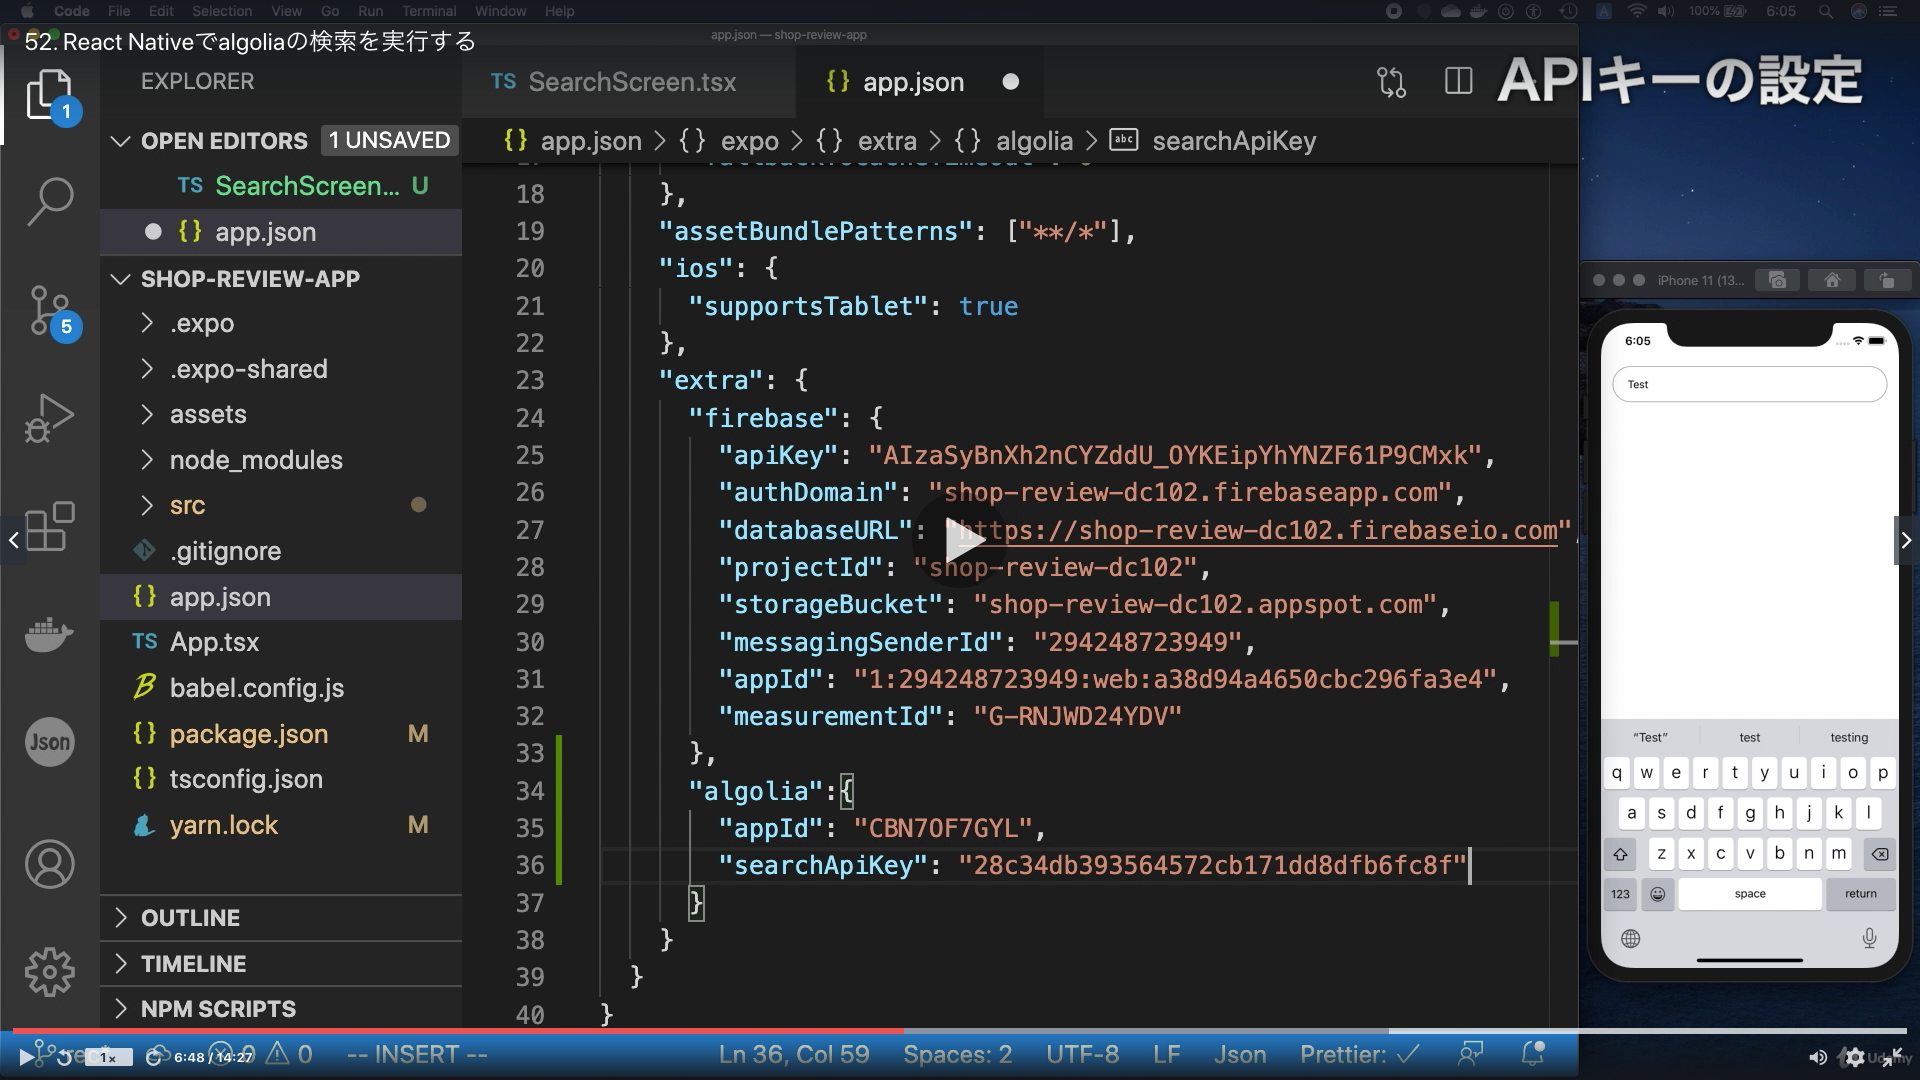 Code File Edit Selection View Go Run Terminal Window Help
100% A 6:05
52. React Nativeでalgoliaの検索を実行する
app.json — shop-review-app
APIキーの設定
EXPLORER
1
OPEN EDITORS 1 UNSAVED
TS SearchScreen... U
{} app.json
SHOP-REVIEW-APP
.expo
.expo-shared
assets
node_modules
src
.gitignore
{} app.json
TS App.tsx
babel.config.js
{} package.json M
{} tsconfig.json
yarn.lock M
5
Json
OUTLINE
TIMELINE
NPM SCRIPTS
TS SearchScreen.tsx
{} app.json
{} app.json > {} expo > {} extra > {} algolia > abc searchApiKey
18 },
19 "assetBundlePatterns": ["**/*"],
20 "ios": {
21 "supportsTablet": true
22 },
23 "extra": {
24 "firebase": {
25 "apiKey": "AIzaSyBnXh2nCYZddU_OYKEipYhYNZF61P9CMxk",
26 "authDomain": "shop-review-dc102.firebaseapp.com",
27 "databaseURL": "https://shop-review-dc102.firebaseio.com",
28 "projectId": "shop-review-dc102",
29 "storageBucket": "shop-review-dc102.appspot.com",
30 "messagingSenderId": "294248723949",
31 "appId": "1:294248723949:web:a38d94a4650cbc296fa3e4",
32 "measurementId": "G-RNJWD24YDV"
33 },
34 "algolia":{
35 "appId": "CBN7OF7GYL",
36 "searchApiKey": "28c34db393564572cb171dd8dfb6fc8f"
37 }
38 }
39 }
40 }
iPhone 11 (13...
6:05
Test
“Test” test testing
q w e r t y u i o p
a s d f g h j k l
z x c v b n m
123 space return
1x 6:48 / 14:27 0 0 -- INSERT -- Ln 36, Col 59 Spaces: 2 UTF-8 LF Json Prettier: ✓